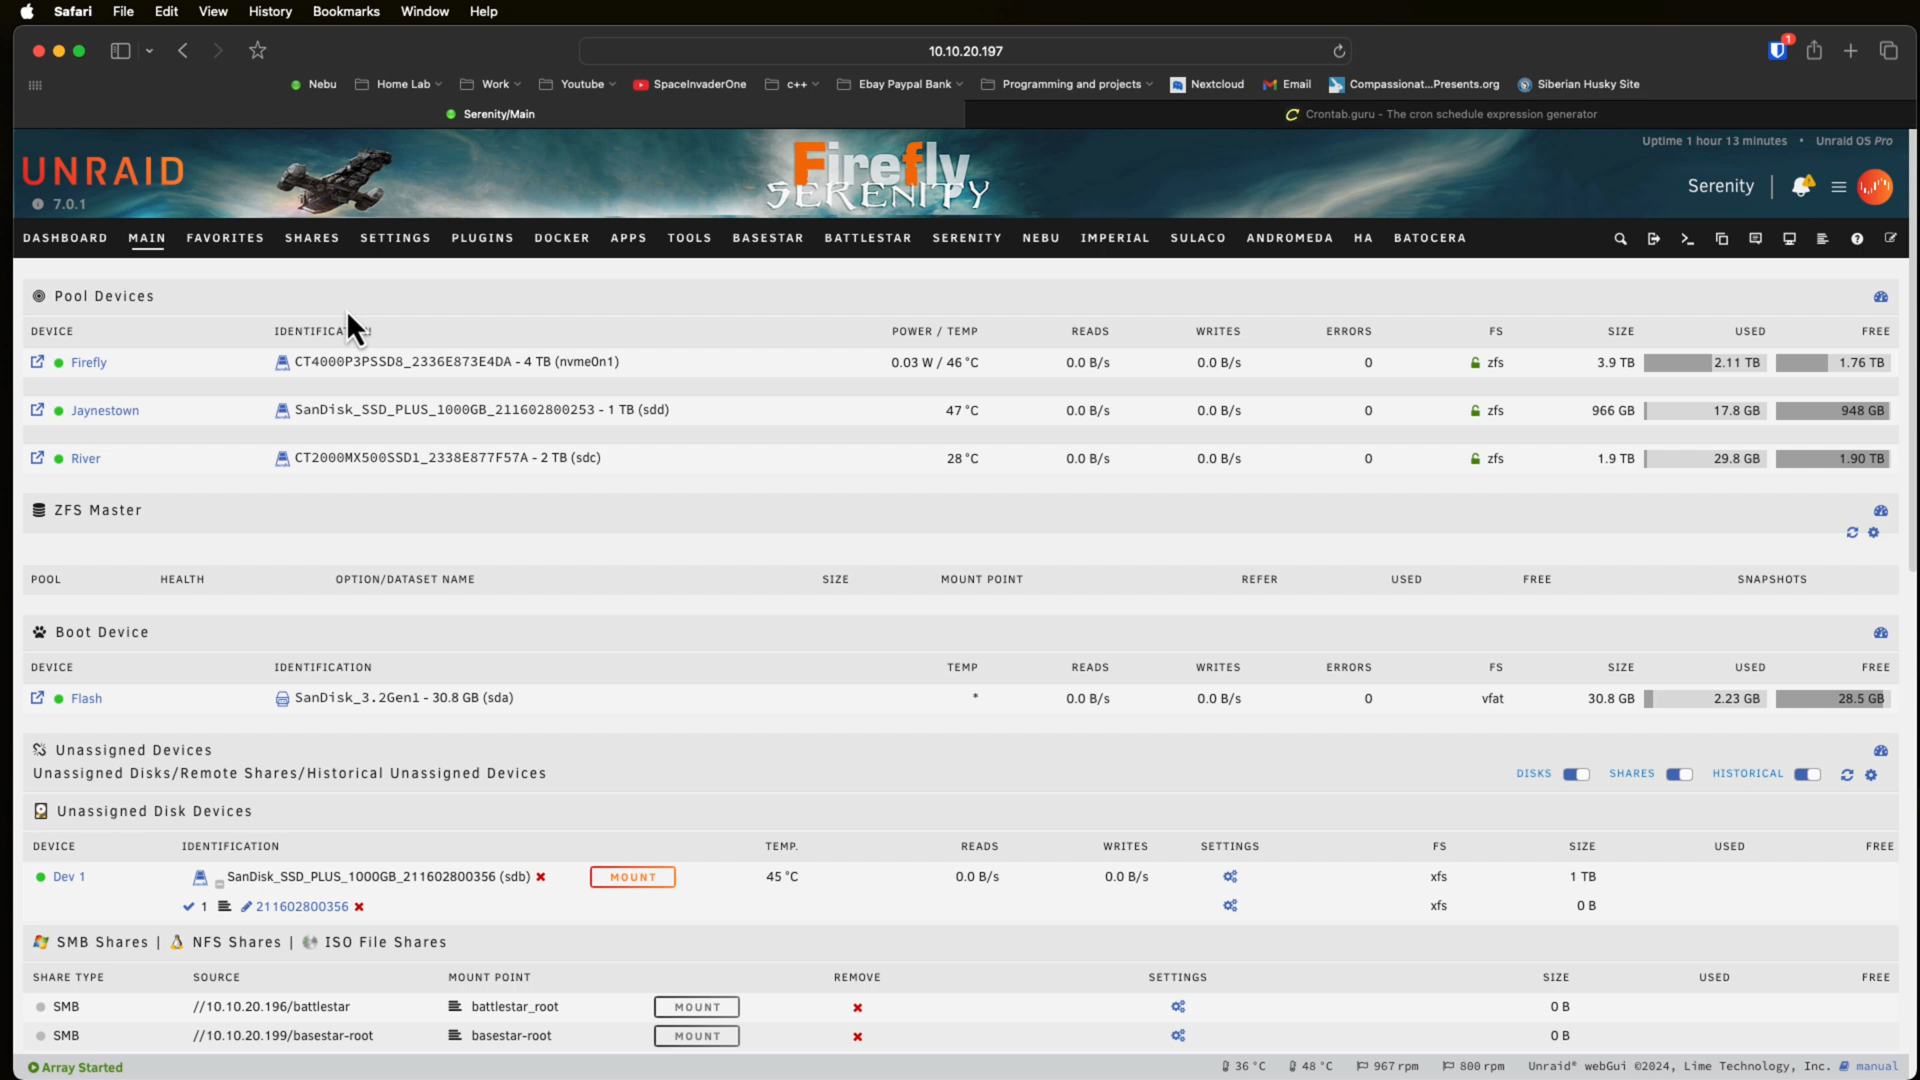 Safari File Edit View History Bookmarks Window Help
10.10.20.197
1
Nebu Home Lab Work Youtube SpaceInvaderOne c++ Ebay Paypal Bank Programming and projects Nextcloud Email Compassionat...Presents.org Siberian Husky Site
Serenity/Main Crontab.guru - The cron schedule expression generator
Uptime 1 hour 13 minutes • Unraid OS Pro
UNRAID
7.0.1
Firefly
SERENITY
Serenity
DASHBOARD MAIN FAVORITES SHARES SETTINGS PLUGINS DOCKER APPS TOOLS BASESTAR BATTLESTAR SERENITY NEBU IMPERIAL SULACO ANDROMEDA HA BATOCERA
Pool Devices
DEVICE IDENTIFICATION POWER / TEMP READS WRITES ERRORS FS SIZE USED FREE
Firefly CT4000P3PSSD8_2336E873E4DA - 4 TB (nvme0n1) 0.03 W / 46 °C 0.0 B/s 0.0 B/s 0 zfs 3.9 TB 2.11 TB 1.76 TB
Jaynestown SanDisk_SSD_PLUS_1000GB_211602800253 - 1 TB (sdd) 47 °C 0.0 B/s 0.0 B/s 0 zfs 966 GB 17.8 GB 948 GB
River CT2000MX500SSD1_2338E877F57A - 2 TB (sdc) 28 °C 0.0 B/s 0.0 B/s 0 zfs 1.9 TB 29.8 GB 1.90 TB
ZFS Master
POOL HEALTH OPTION/DATASET NAME SIZE MOUNT POINT REFER USED FREE SNAPSHOTS
Boot Device
DEVICE IDENTIFICATION TEMP READS WRITES ERRORS FS SIZE USED FREE
Flash SanDisk_3.2Gen1 - 30.8 GB (sda) * 0.0 B/s 0.0 B/s 0 vfat 30.8 GB 2.23 GB 28.5 GB
Unassigned Devices
Unassigned Disks/Remote Shares/Historical Unassigned Devices DISKS SHARES HISTORICAL
Unassigned Disk Devices
DEVICE IDENTIFICATION TEMP. READS WRITES SETTINGS FS SIZE USED FREE
Dev 1 SanDisk_SSD_PLUS_1000GB_211602800356 (sdb) MOUNT 45 °C 0.0 B/s 0.0 B/s xfs 1 TB
1 211602800356 xfs 0 B
SMB Shares | NFS Shares | ISO File Shares
SHARE TYPE SOURCE MOUNT POINT REMOVE SETTINGS SIZE USED FREE
SMB //10.10.20.196/battlestar battlestar_root MOUNT 0 B
SMB //10.10.20.199/basestar-root basestar-root MOUNT 0 B
Array Started 36 °C 48 °C 967 rpm 800 rpm Unraid® webGui ©2024, Lime Technology, Inc. manual